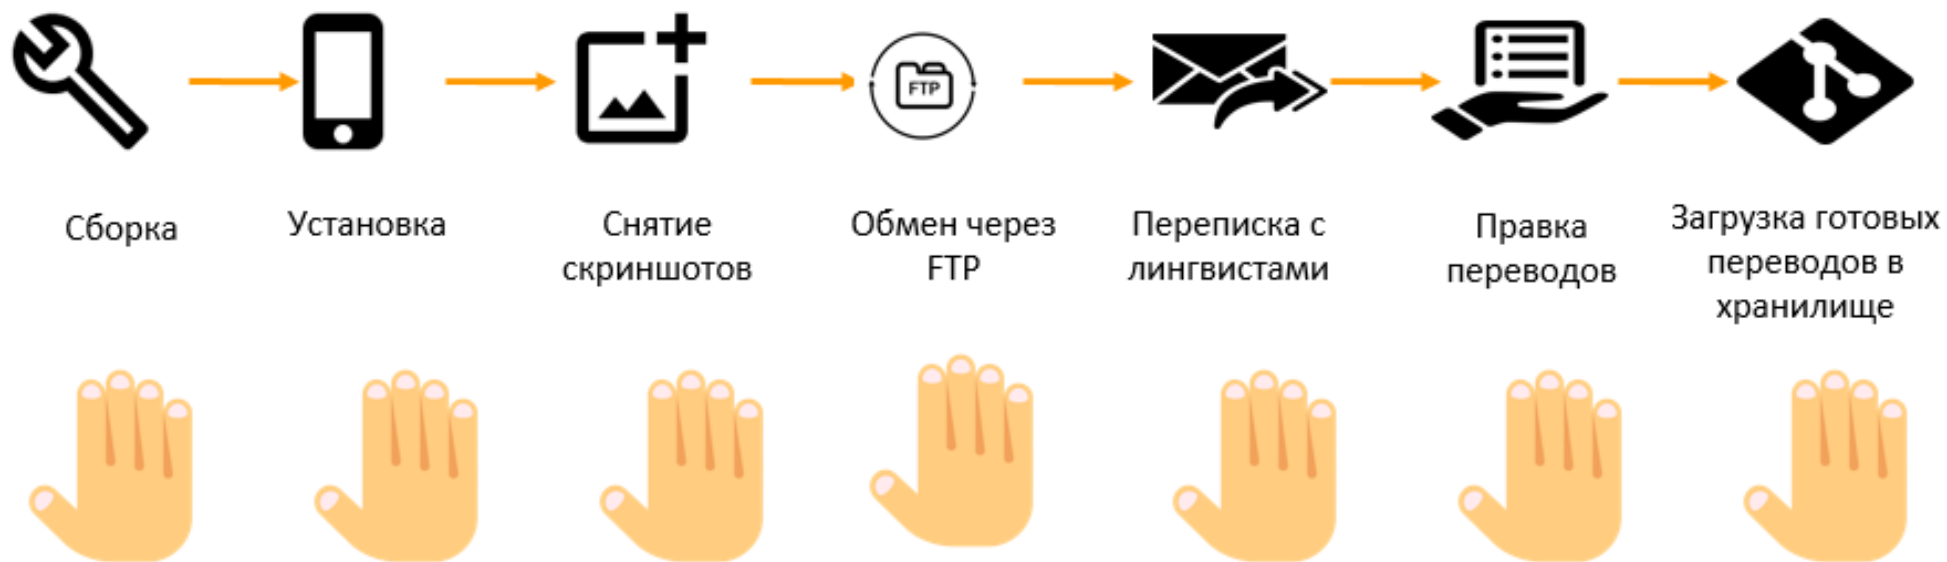 FTP
Сборка
Установка
Снятие
скриншотов
Обмен через
FTP
Переписка с
лингвистами
Правка
переводов
Загрузка готовых
переводов в
хранилище